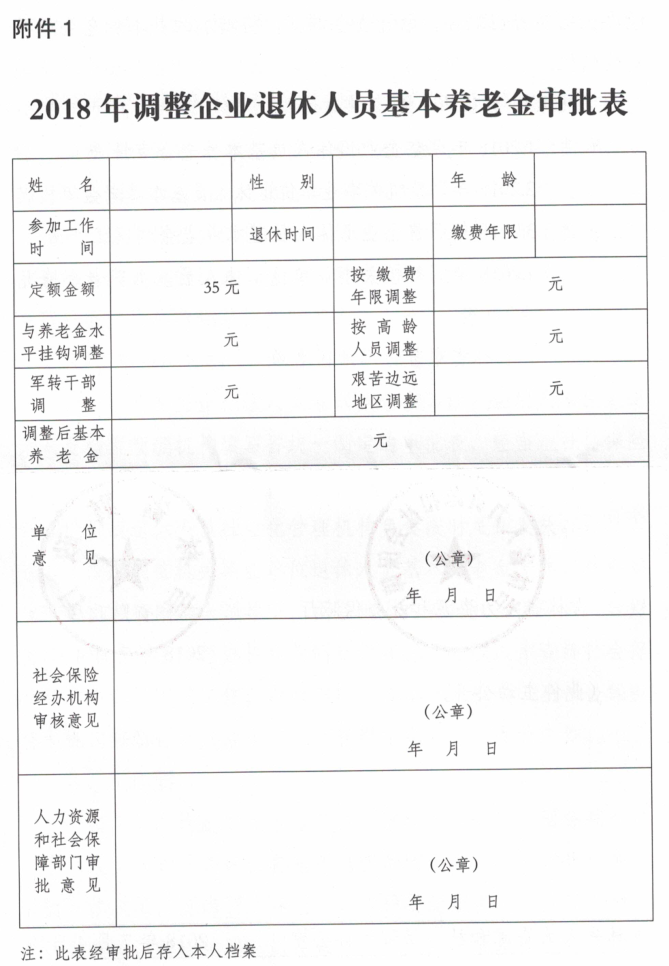 附件1
2018年调整企业退休人员基本养老金审批表
姓 名 性 别 年 龄
参加工作
时 间
退休时间 缴费年限
定额金额 35元
按缴费
年限调整
元
与养老金水
平挂钩调整
元
按高龄
人员调整
元
军转干部
调 整
元
艰苦边远
地区调整
元
调整后基本
养老金
元
单 位
意 见
(公章)
年 月 日
社会保险
经办机构
审核意见
(公章)
年 月 日
人力资源
和社会保
障部门审
批意见
(公章)
年 月 日
注：此表经审批后存入本人档案